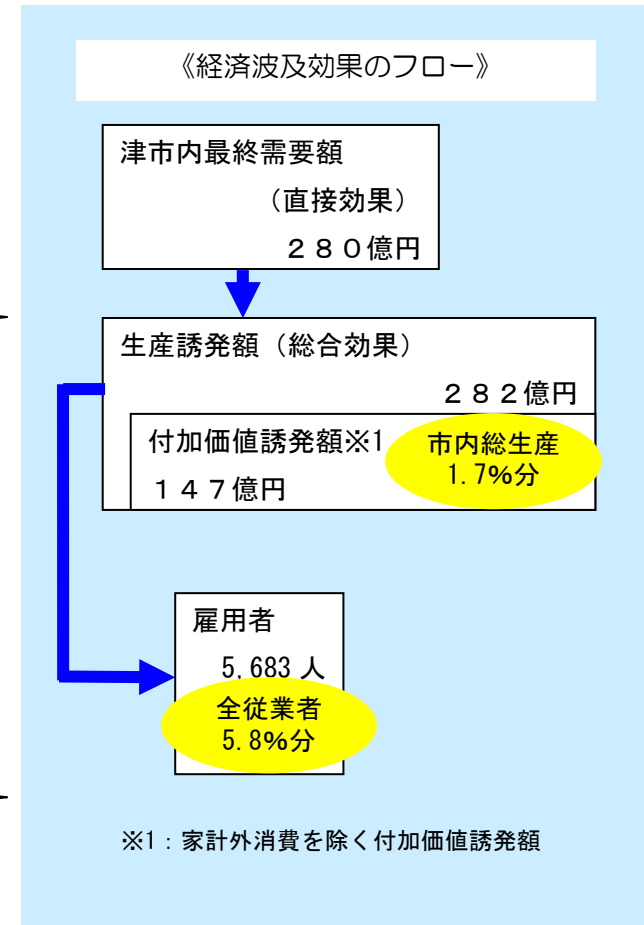 《経済波及効果のフロー》
津市内最終需要額
（直接効果）
２８０億円
生産誘発額（総合効果）
２８２億円
付加価値誘発額※1
１４７億円
市内総生産
1.7%分
雇用者
5,683 人
全従業者
5.8%分
※1：家計外消費を除く付加価値誘発額